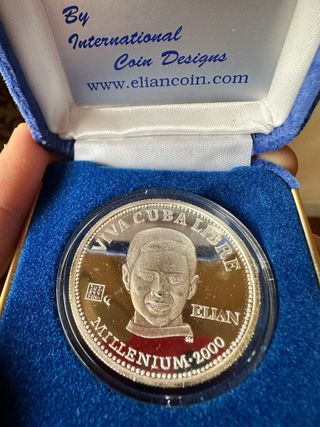 By
International
Coin Designs
www.eliancoin.com
VIVA CUBA LIBRE
ELIAN
MILLENIUM·2000